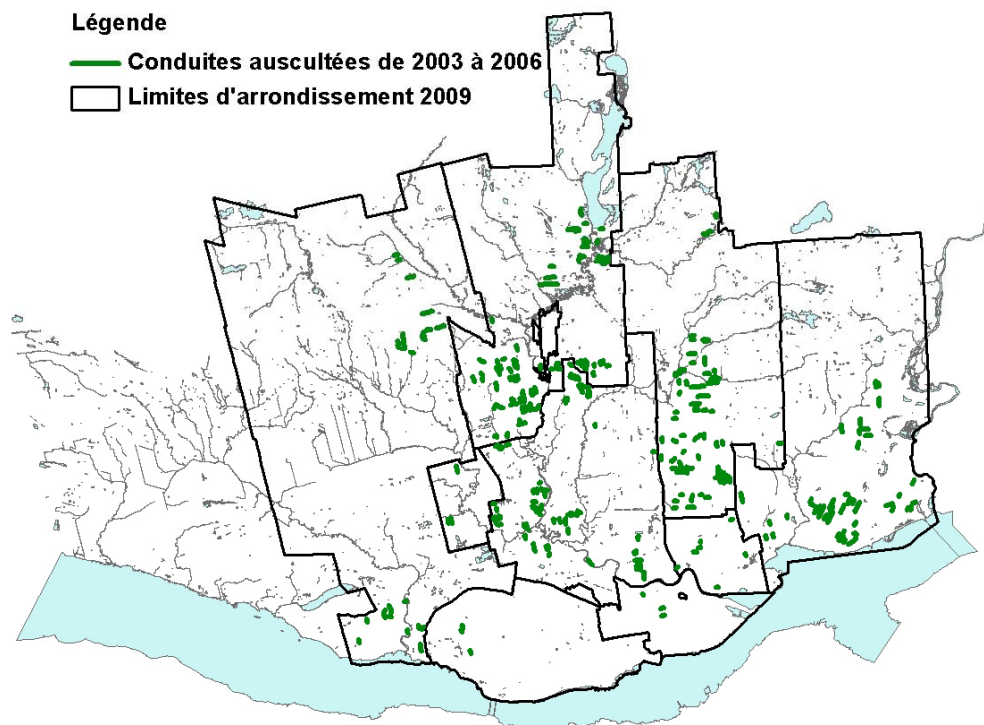 Légende
Conduites auscultées de 2003 à 2006
Limites d'arrondissement 2009